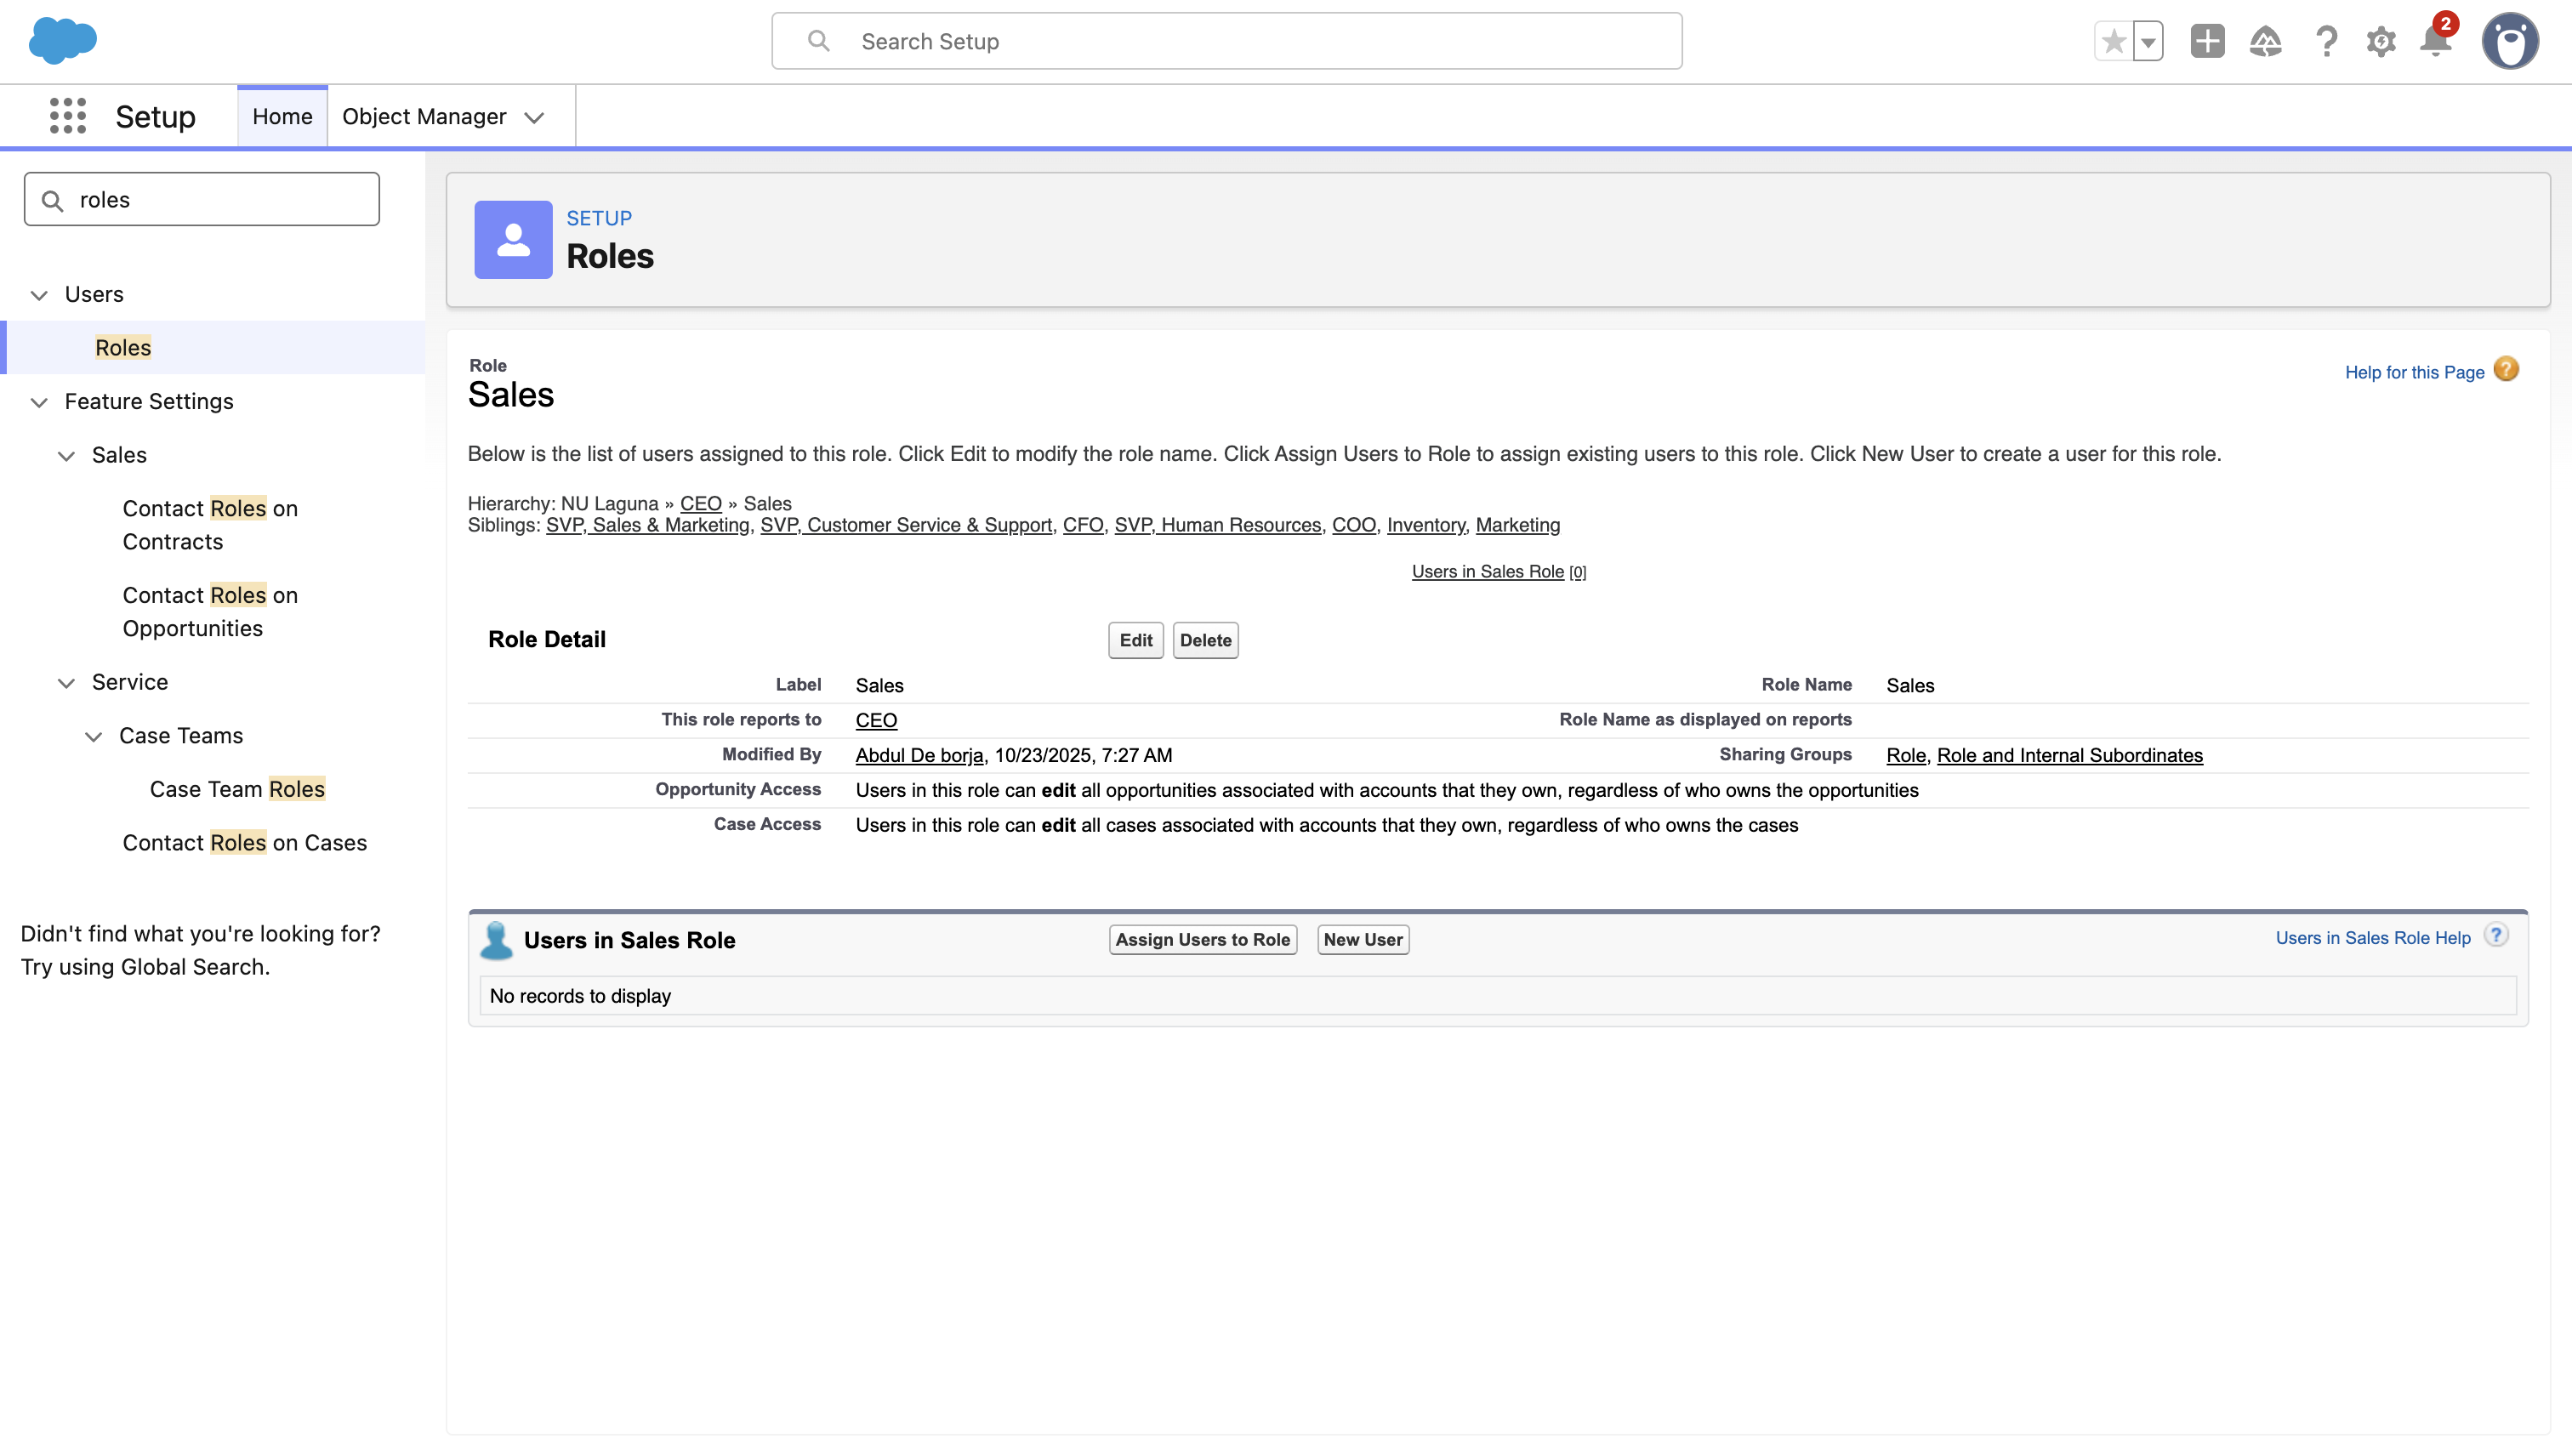 Search Setup
2
Setup
Home
Object Manager
roles
Users
Roles
Feature Settings
Sales
Contact Roles on
Contracts
Contact Roles on
Opportunities
Service
Case Teams
Case Team Roles
Contact Roles on Cases
Didn't find what you're looking for?
Try using Global Search.
SETUP
Roles
Role
Sales
Help for this Page
Below is the list of users assigned to this role. Click Edit to modify the role name. Click Assign Users to Role to assign existing users to this role. Click New User to create a user for this role.
Hierarchy: NU Laguna » CEO » Sales
Siblings: SVP, Sales & Marketing, SVP, Customer Service & Support, CFO, SVP, Human Resources, COO, Inventory, Marketing
Users in Sales Role [0]
Role Detail
Edit Delete
Label Sales Role Name Sales
This role reports to CEO Role Name as displayed on reports
Modified By Abdul De borja, 10/23/2025, 7:27 AM Sharing Groups Role, Role and Internal Subordinates
Opportunity Access Users in this role can edit all opportunities associated with accounts that they own, regardless of who owns the opportunities
Case Access Users in this role can edit all cases associated with accounts that they own, regardless of who owns the cases
Users in Sales Role
Assign Users to Role New User
Users in Sales Role Help ?
No records to display